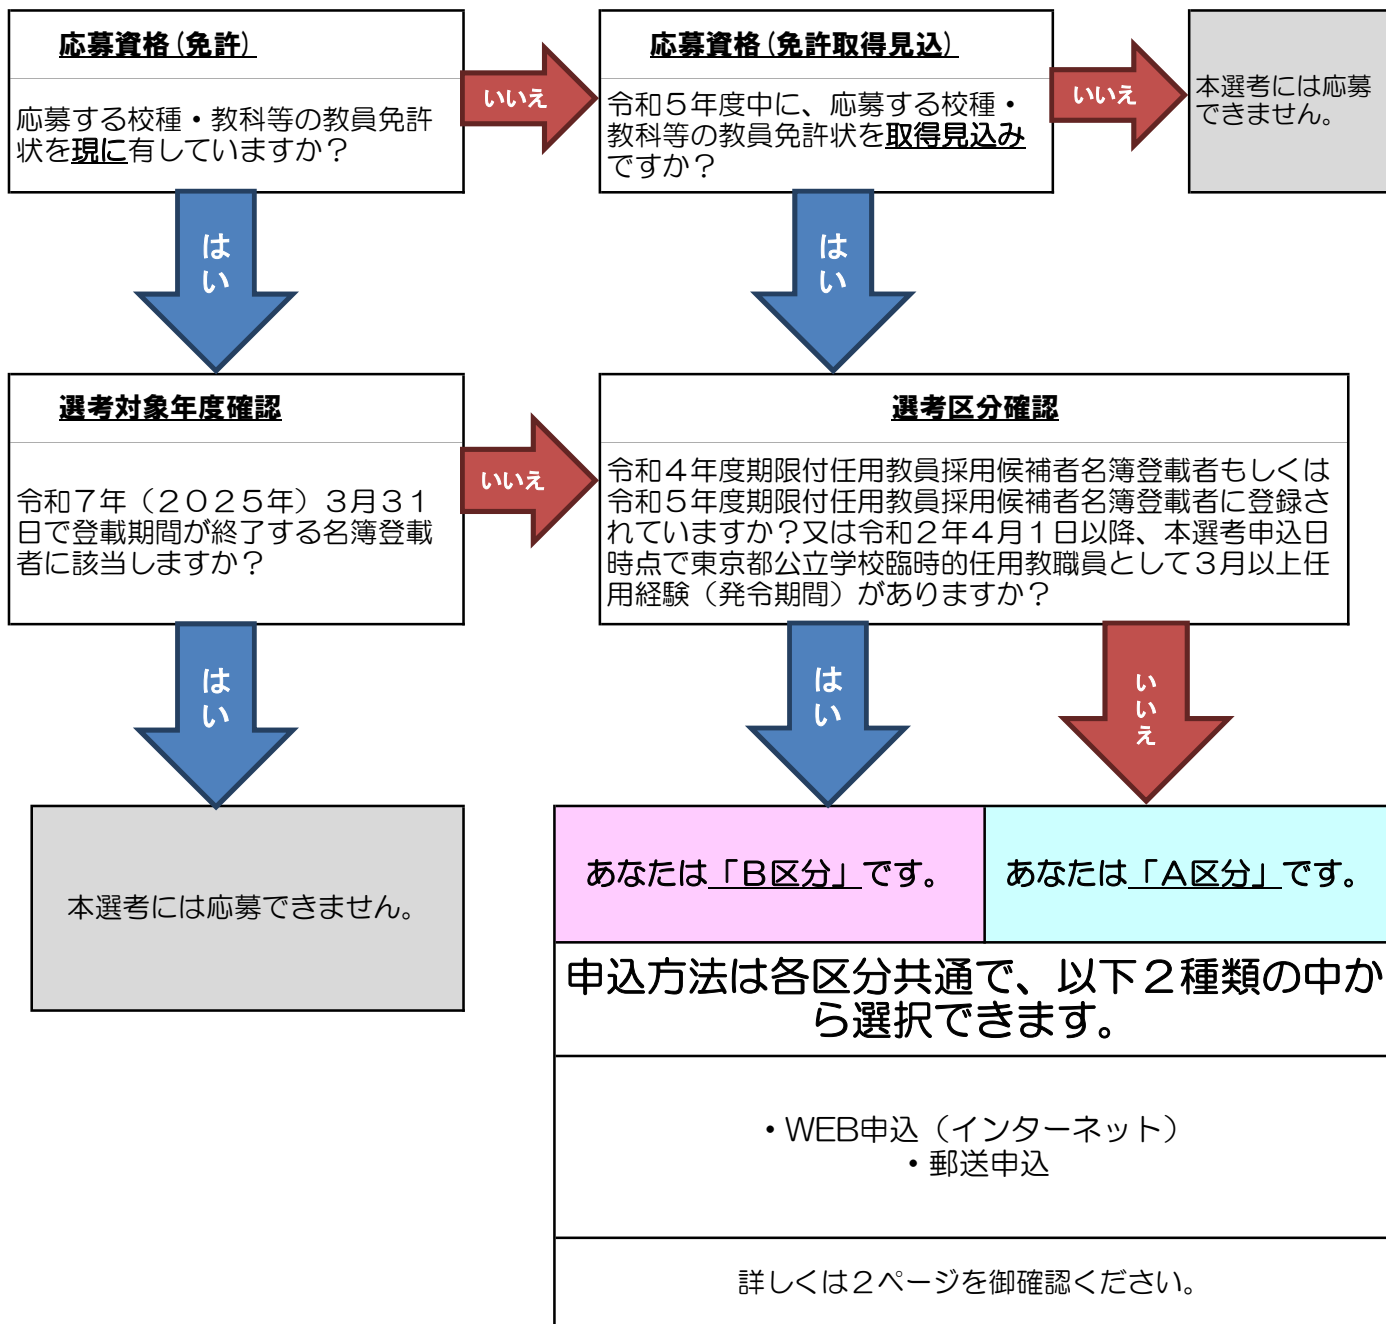 応募資格(免許)
応募する校種・教科等の教員免許
状を現に有していますか？
いいえ
応募資格(免許取得見込)
令和５年度中に、応募する校種・
教科等の教員免許状を取得見込み
ですか？
いいえ
本選考には応募
できません。
はい
はい
選考対象年度確認
令和７年（２０２５年）３月３１
日で登載期間が終了する名簿登載
者に該当しますか？
いいえ
選考区分確認
令和４年度期限付任用教員採用候補者名簿登載者もしくは
令和５年度期限付任用教員採用候補者名簿登載者に登録さ
れていますか？又は令和２年４月１日以降、本選考申込日
時点で東京都公立学校臨時的任用教職員として３月以上任
用経験（発令期間）がありますか？
はい
はい
いいえ
本選考には応募できません。
あなたは「Ｂ区分」です。
あなたは「Ａ区分」です。
申込方法は各区分共通で、以下２種類の中か
ら選択できます。
・WEB申込（インターネット）
・郵送申込
詳しくは２ページを御確認ください。